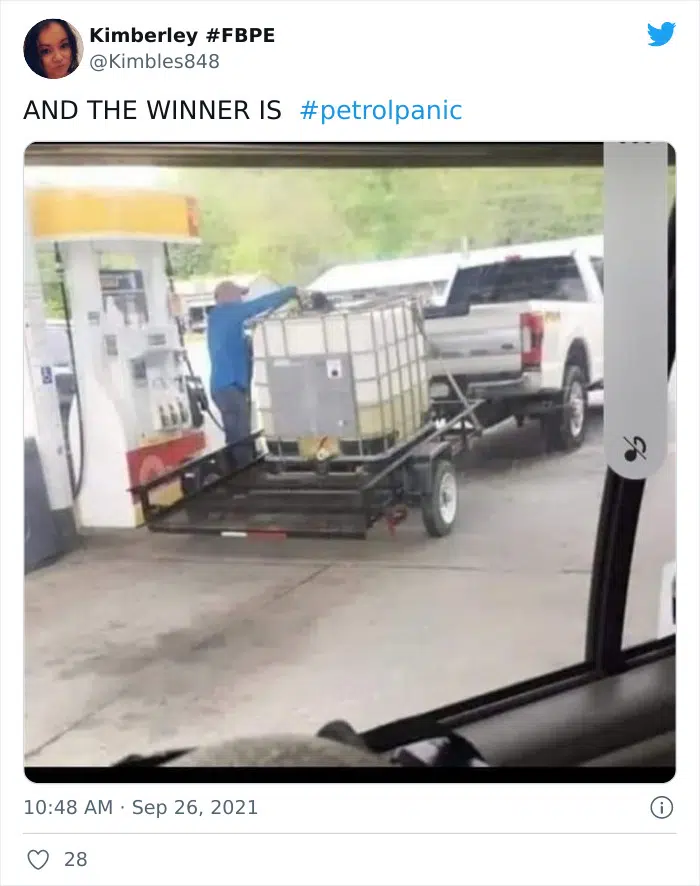 Kimberley #FBPE
@Kimbles848
AND THE WINNER IS #petrolpanic
10:48 AM · Sep 26, 2021
28